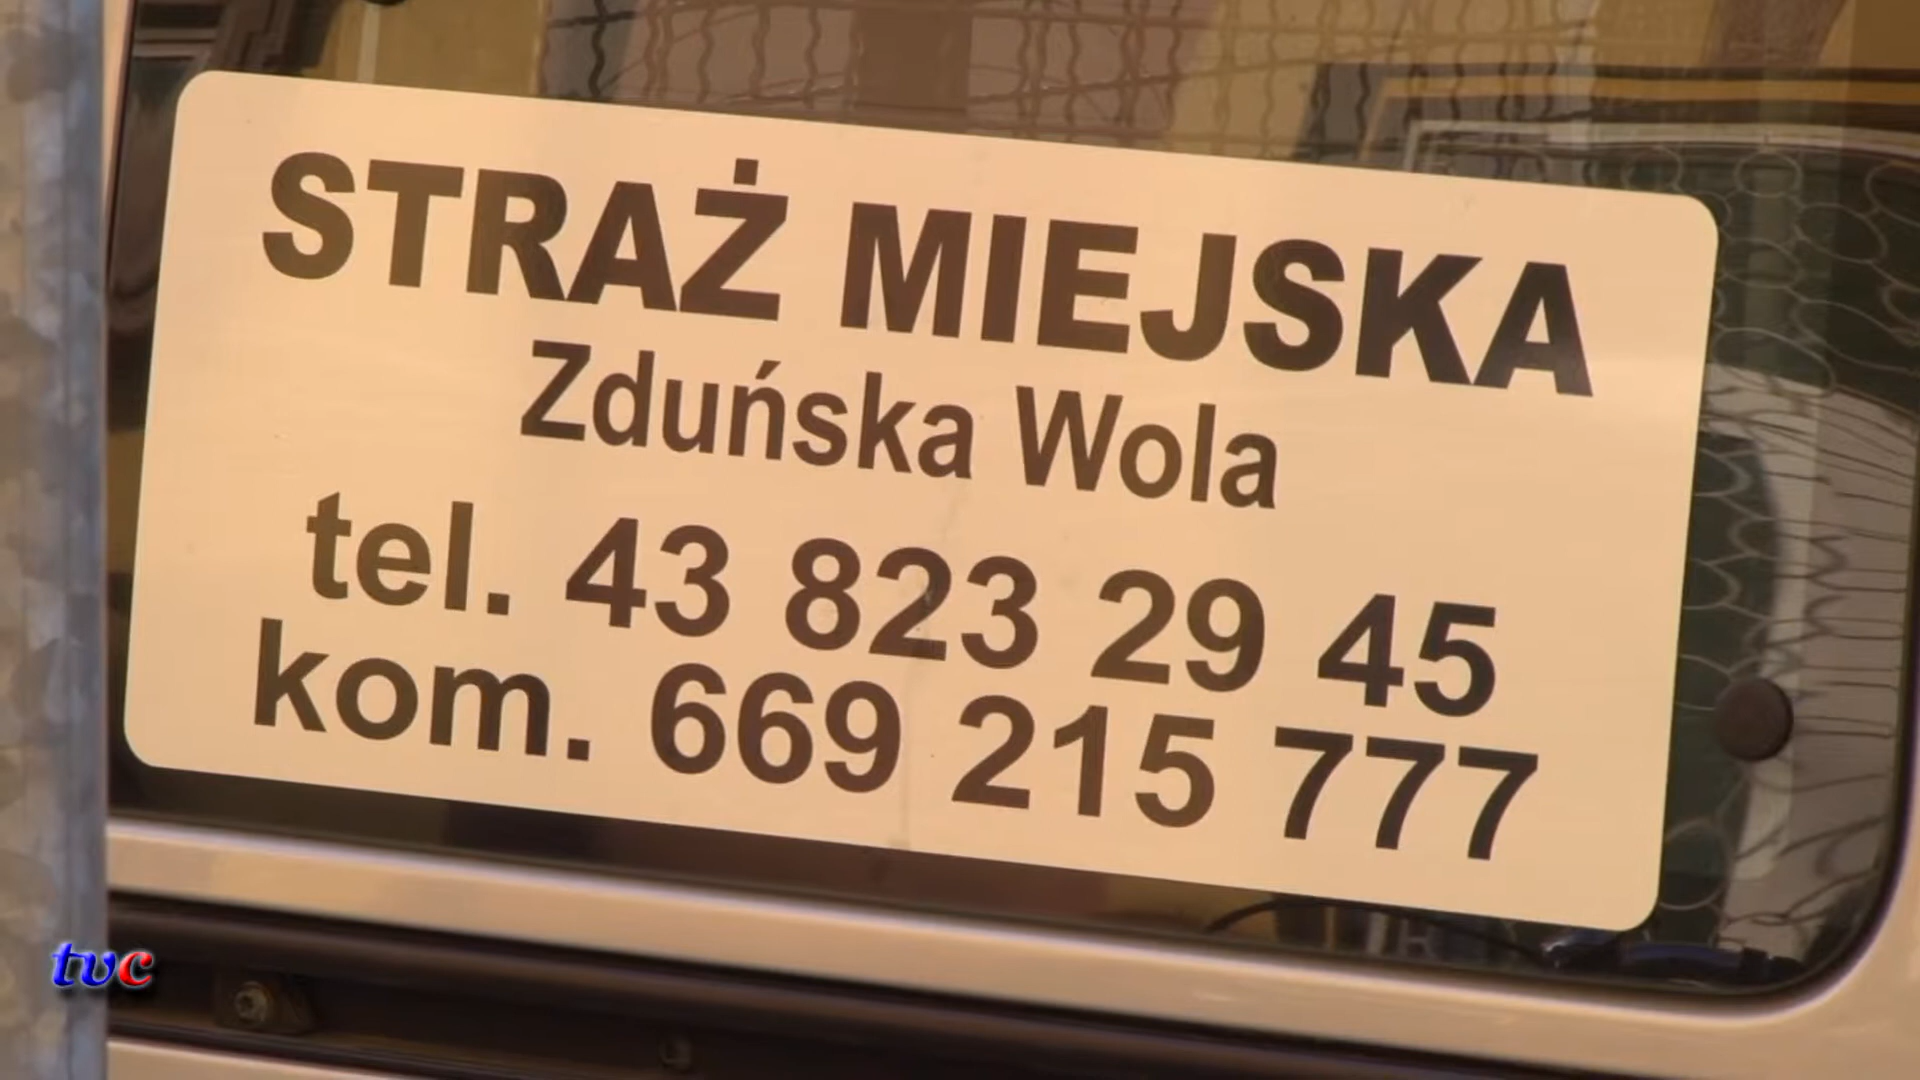 STRAŻ MIEJSKA
Zduńska Wola
tel. 43 823 29 45
kom. 669 215 777
tvc